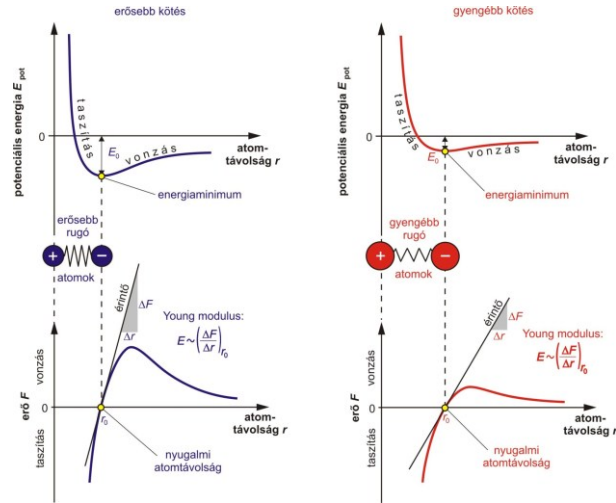 erősebb kötés
potenciális energia E pot
taszítás
0
E0
vonzás
atom-
távolság r
energiaminimum
erősebb
rugó
+
−
atomok
érintő
ΔF
Δr
Young modulus:
E~(ΔF/Δr)r0
erő F
vonzás
taszítás
0
r0
atom-
távolság r
nyugalmi
atomtávolság
gyengébb kötés
potenciális energia E pot
taszítás
0
E0
vonzás
atom-
távolság r
energiaminimum
gyengébb
rugó
+
−
atomok
érintő
ΔF
Δr
Young modulus:
E~(ΔF/Δr)r0
erő F
vonzás
taszítás
0
r0
atom-
távolság r
nyugalmi
atomtávolság